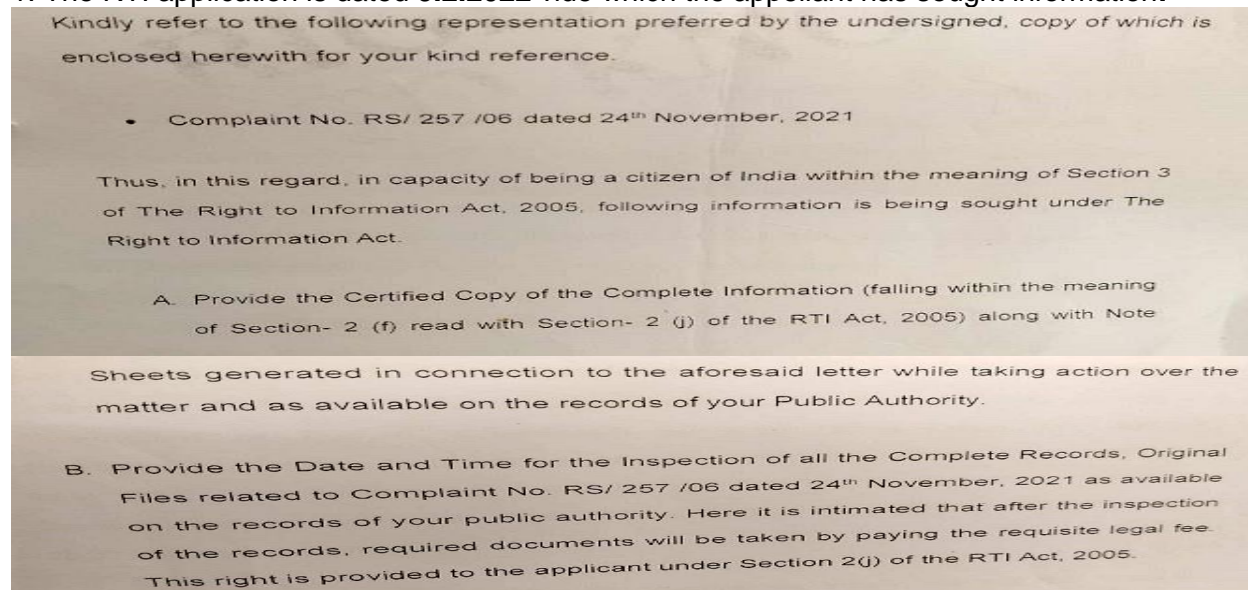 Kindly refer to the following representation preferred by the undersigned, copy of which is
enclosed herewith for your kind reference.
• Complaint No. RS/ 257 /06 dated 24th November, 2021
Thus, in this regard, in capacity of being a citizen of India within the meaning of Section 3
of The Right to Information Act, 2005, following information is being sought under The
Right to Information Act.
A. Provide the Certified Copy of the Complete Information (falling within the meaning
of Section- 2 (f) read with Section- 2 (j) of the RTI Act, 2005) along with Note
Sheets generated in connection to the aforesaid letter while taking action over the
matter and as available on the records of your Public Authority.
B. Provide the Date and Time for the Inspection of all the Complete Records, Original
Files related to Complaint No. RS/ 257 /06 dated 24th November, 2021 as available
on the records of your public authority. Here it is intimated that after the inspection
of the records, required documents will be taken by paying the requisite legal fee.
This right is provided to the applicant under Section 2(j) of the RTI Act, 2005.